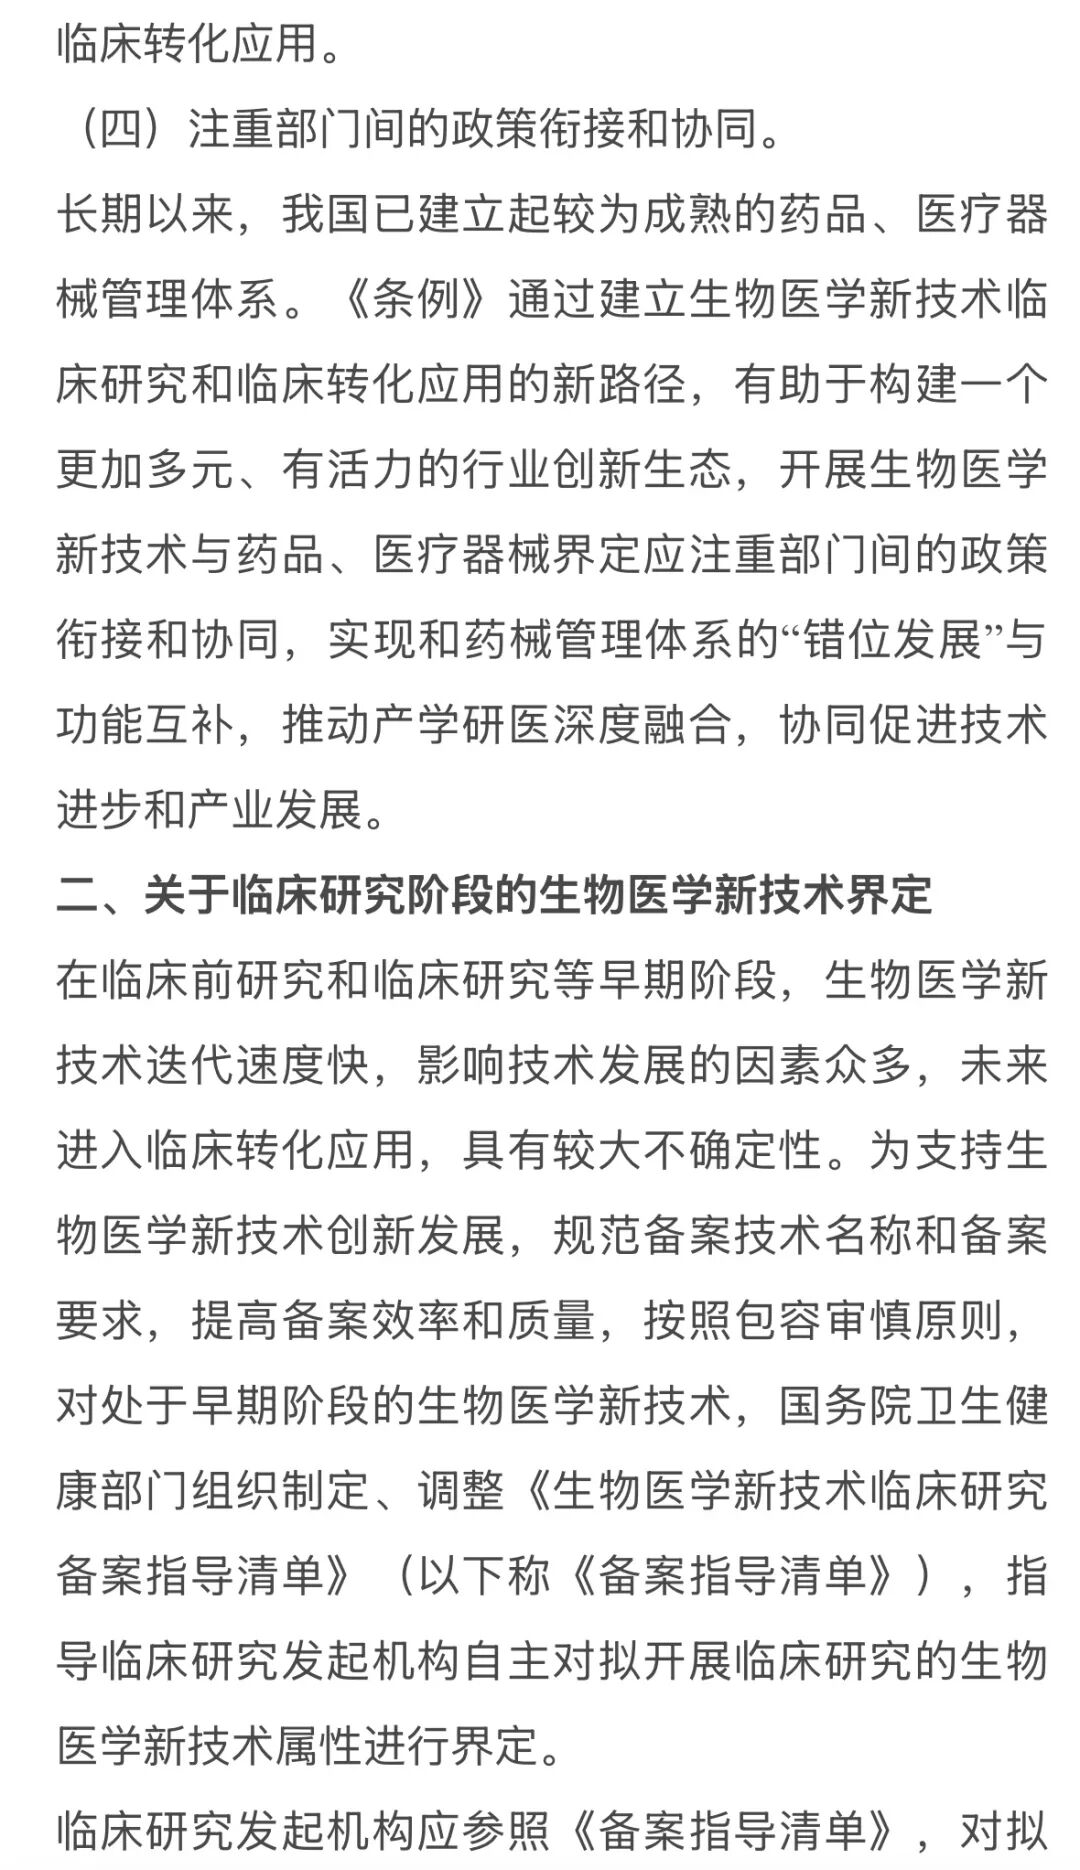 临床转化应用。
（四）注重部门间的政策衔接和协同。
长期以来，我国已建立起较为成熟的药品、医疗器
械管理体系。《条例》通过建立生物医学新技术临
床研究和临床转化应用的新路径，有助于构建一个
更加多元、有活力的行业创新生态，开展生物医学
新技术与药品、医疗器械界定应注重部门间的政策
衔接和协同，实现和药械管理体系的“错位发展”与
功能互补，推动产学研医深度融合，协同促进技术
进步和产业发展。
二、关于临床研究阶段的生物医学新技术界定
在临床前研究和临床研究等早期阶段，生物医学新
技术迭代速度快，影响技术发展的因素众多，未来
进入临床转化应用，具有较大不确定性。为支持生
物医学新技术创新发展，规范备案技术名称和备案
要求，提高备案效率和质量，按照包容审慎原则，
对处于早期阶段的生物医学新技术，国务院卫生健
康部门组织制定、调整《生物医学新技术临床研究
备案指导清单》（以下称《备案指导清单》），指
导临床研究发起机构自主对拟开展临床研究的生物
医学新技术属性进行界定。
临床研究发起机构应参照《备案指导清单》，对拟